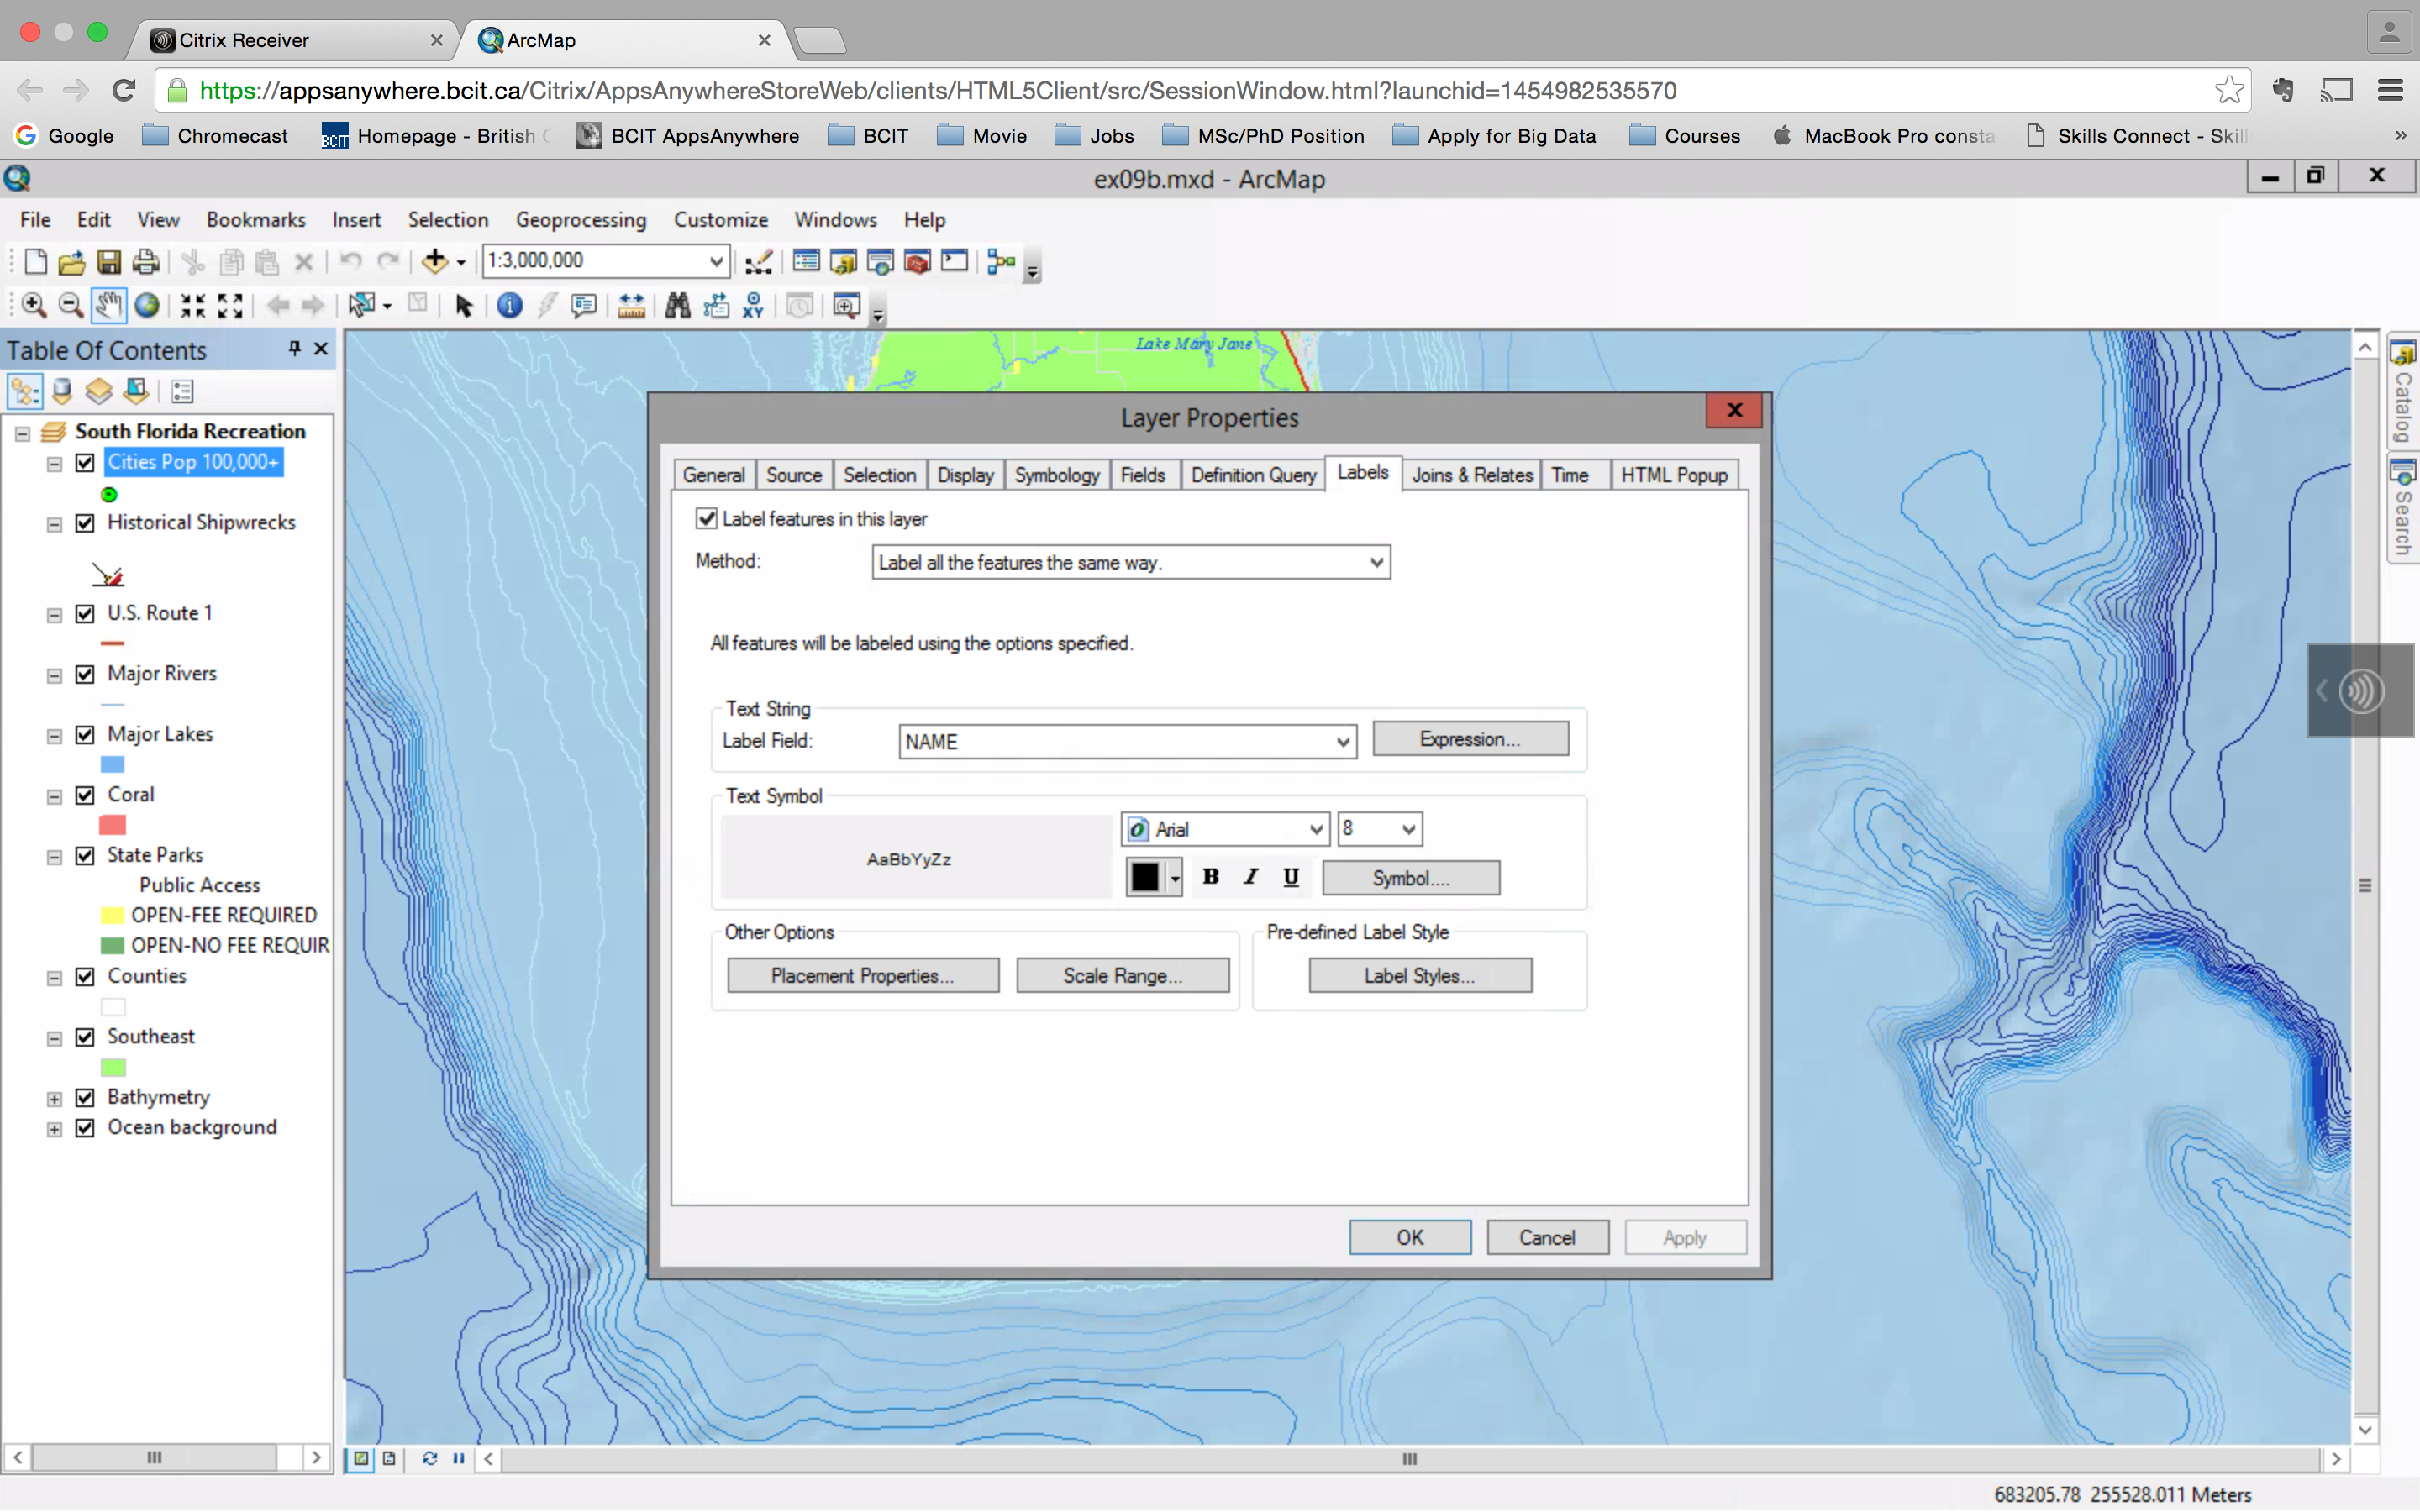 Citrix Receiver
ArcMap
https://appsanywhere.bcit.ca/Citrix/AppsAnywhereStoreWeb/clients/HTML5Client/src/SessionWindow.html?launchid=1454982535570
Google Chromecast Homepage - British BCIT AppsAnywhere BCIT Movie Jobs MSc/PhD Position Apply for Big Data Courses MacBook Pro consta Skills Connect - Skill »
ex09b.mxd - ArcMap
File Edit View Bookmarks Insert Selection Geoprocessing Customize Windows Help
1:3,000,000
Table Of Contents
South Florida Recreation
Cities Pop 100,000+
Historical Shipwrecks
U.S. Route 1
Major Rivers
Major Lakes
Coral
State Parks
Public Access
OPEN-FEE REQUIRED
OPEN-NO FEE REQUIR
Counties
Southeast
Bathymetry
Ocean background
Lake Mary Jane
Layer Properties
General Source Selection Display Symbology Fields Definition Query Labels Joins & Relates Time HTML Popup
Label features in this layer
Method: Label all the features the same way.
All features will be labeled using the options specified.
Text String
Label Field: NAME Expression...
Text Symbol
AaBbYyZz
Arial 8
B I U Symbol....
Other Options
Placement Properties... Scale Range...
Pre-defined Label Style
Label Styles...
OK Cancel Apply
Catalog
Search
683205.78 255528.011 Meters